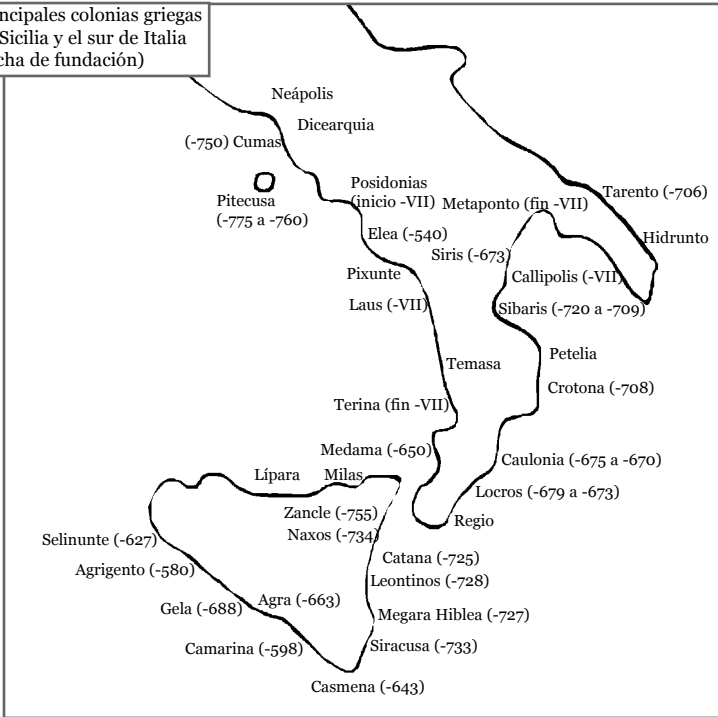 ncipales colonias griegas
Sicilia y el sur de Italia
cha de fundación)
Neápolis
Dicearquia
(-750) Cumas
Pitecusa
(-775 a -760)
Posidonias
(inicio -VII)
Metaponto (fin -VII)
Tarento (-706)
Elea (-540)
Hidrunto
Siris (-673)
Pixunte
Callipolis (-VII)
Laus (-VII)
Sibaris (-720 a -709)
Petelia
Temasa
Crotona (-708)
Terina (fin -VII)
Medama (-650)
Caulonia (-675 a -670)
Lípara
Milas
Locros (-679 a -673)
Zancle (-755)
Regio
Naxos (-734)
Selinunte (-627)
Catana (-725)
Agrigento (-580)
Leontinos (-728)
Gela (-688)
Agra (-663)
Megara Hiblea (-727)
Camarina (-598)
Siracusa (-733)
Casmena (-643)